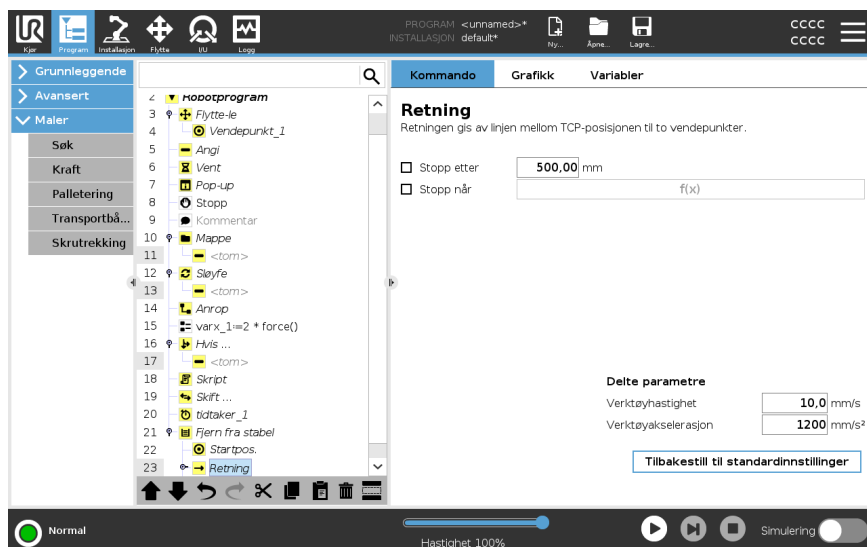 UR
Kjør
Program
Installasjon
Flytte
I/U
Logg
PROGRAM <unnamed>*
INSTALLASJON default*
Ny...
Åpne...
Lagre...
CCCC
CCCC
Grunnleggende
Avansert
Maler
Søk
Kraft
Palletering
Transportbå...
Skrutrekking
2 Robotprogram
3 Flytte-le
4 Vendepunkt_1
5 Angi
6 Vent
7 Pop-up
8 Stopp
9 Kommentar
10 Mappe
11 <tom>
12 Sløyfe
13 <tom>
14 Anrop
15 varx_1:=2 * force()
16 Hvis ...
17 <tom>
18 Skript
19 Skift ...
20 tidtaker_1
21 Fjern fra stabel
22 Startpos.
23 Retning
Kommando Grafikk Variabler
Retning
Retningen gis av linjen mellom TCP-posisjonen til to vendepunkter.
Stopp etter 500,00 mm
Stopp når f(x)
Delte parametre
Verktøyhastighet 10,0 mm/s
Verktøyakselerasjon 1200 mm/s²
Tilbakestill til standardinnstillinger
Normal
Hastighet 100%
Simulering